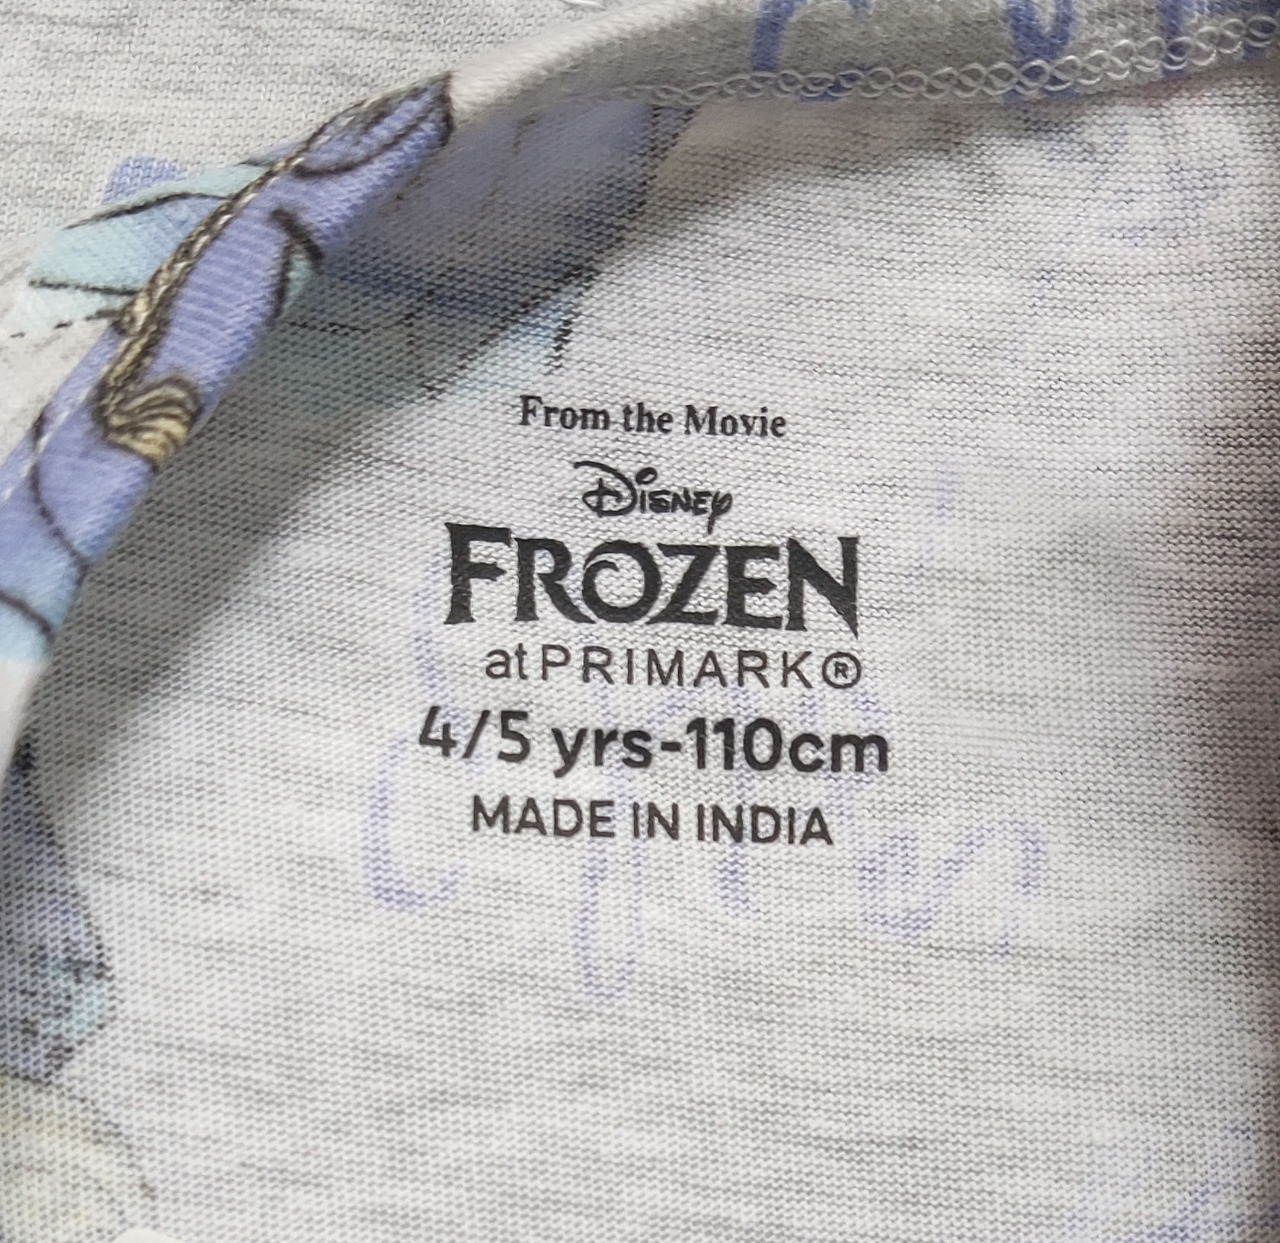 From the Movie
Disney
FROZEN
at PRIMARK®
4/5 yrs-110cm
MADE IN INDIA